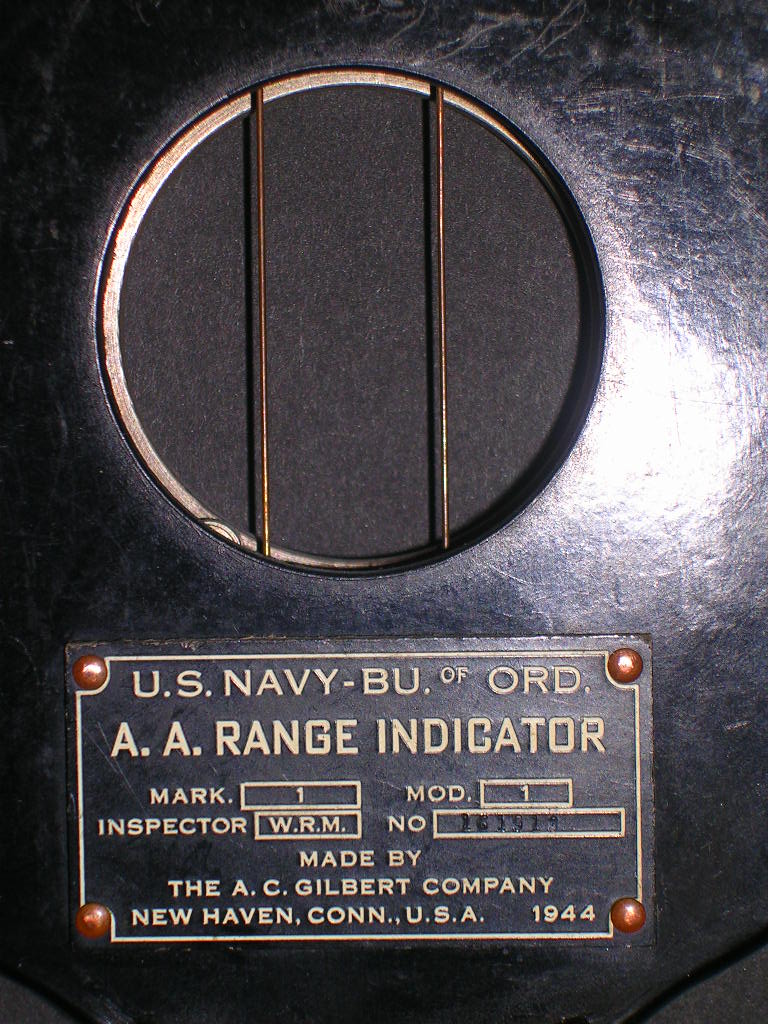 U.S. NAVY-BU. OF ORD.
A. A. RANGE INDICATOR
MARK. 1 MOD. 1
INSPECTOR W.R.M. NO
MADE BY
THE A. C. GILBERT COMPANY
NEW HAVEN, CONN., U.S.A. 1944